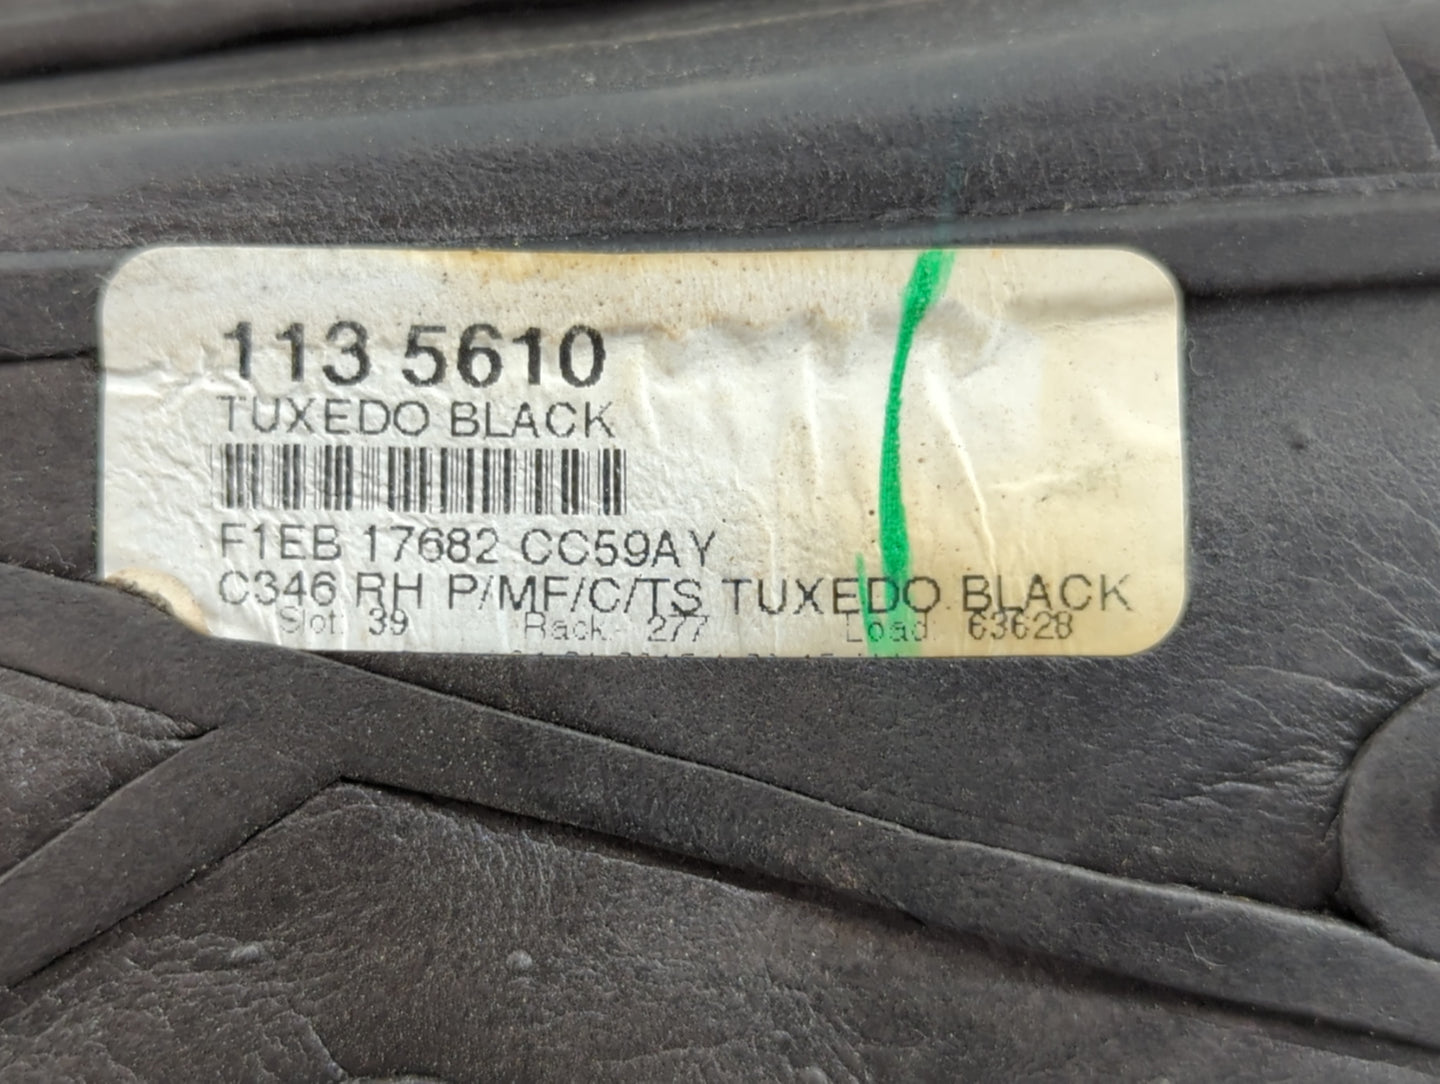 113 5610
TUXEDO BLACK
F1EB 17682 CC59AY
C346 RH P/MF/C/TS TUXEDO BLACK
Slot: 39 Rack: 277 Load: 63628